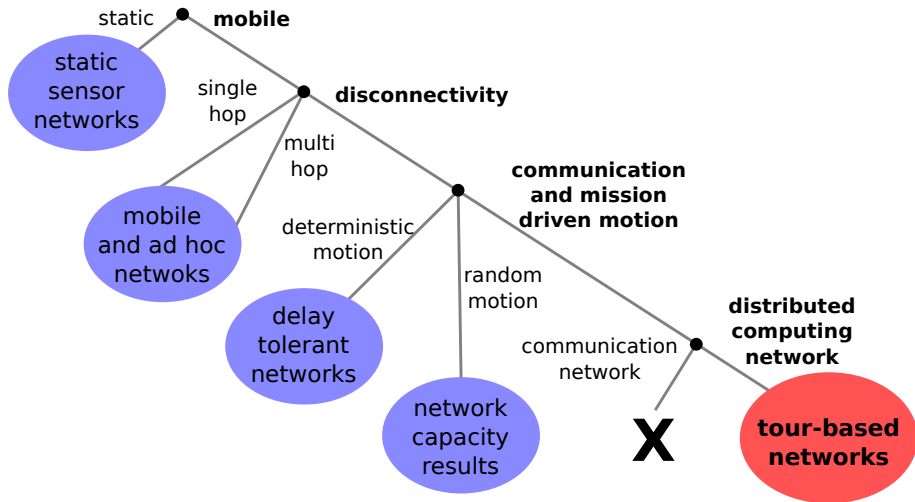 static
mobile
static
sensor
networks
single
hop
disconnectivity
multi
hop
mobile
and ad hoc
netwoks
communication
and mission
driven motion
deterministic
motion
random
motion
delay
tolerant
networks
network
capacity
results
communication
network
X
distributed
computing
network
tour-based
networks